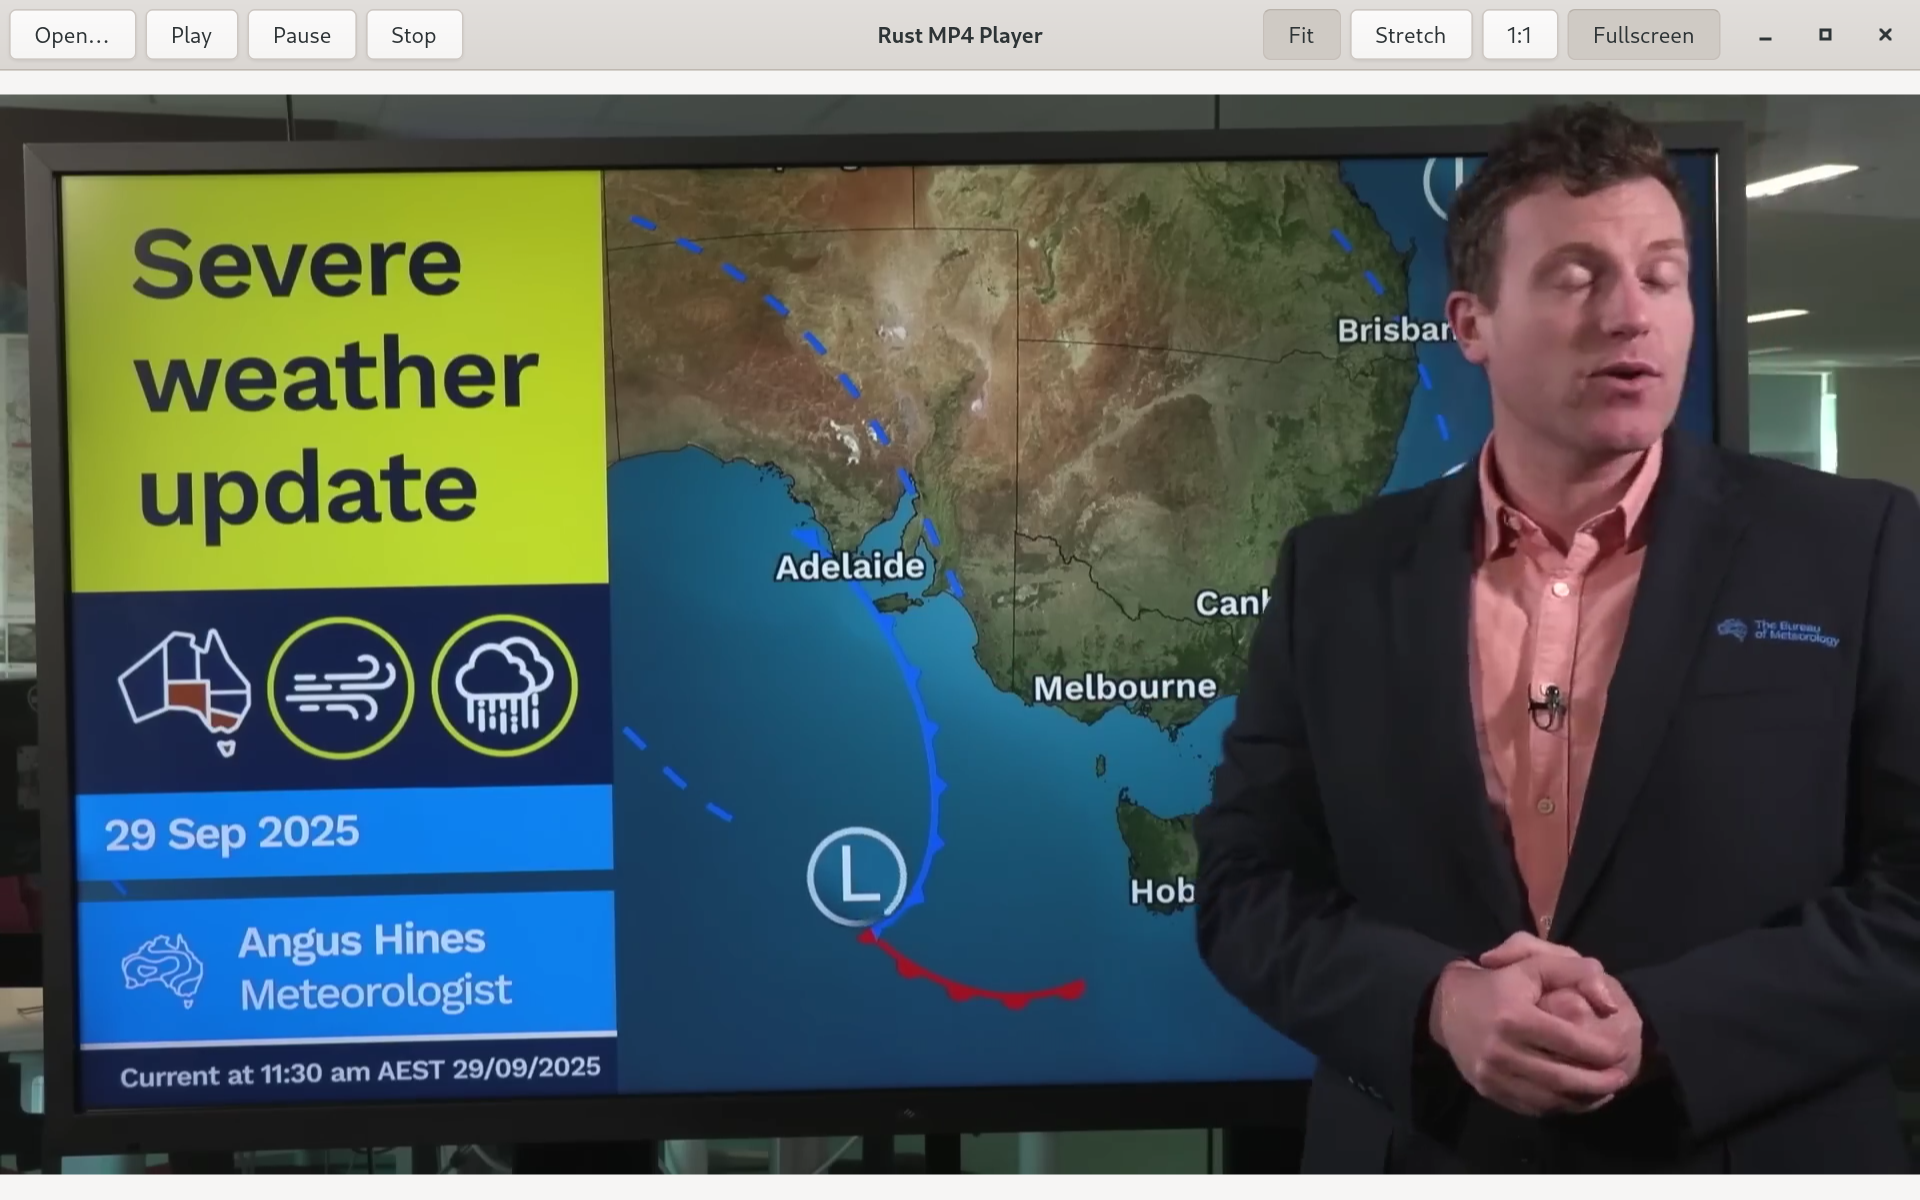 Open...
Play
Pause
Stop
Rust MP4 Player
Fit
Stretch
1:1
Fullscreen
Severe
weather
update
29 Sep 2025
Angus Hines
Meteorologist
Current at 11:30 am AEST 29/09/2025
Brisban
Adelaide
Canb
Melbourne
Hob
L
The Bureau
of Meteorology